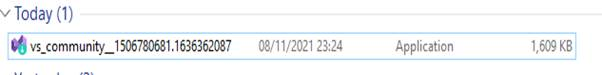 Today (1)
vs_community__1506780681.1636362087 08/11/2021 23:24 Application 1,609 KB